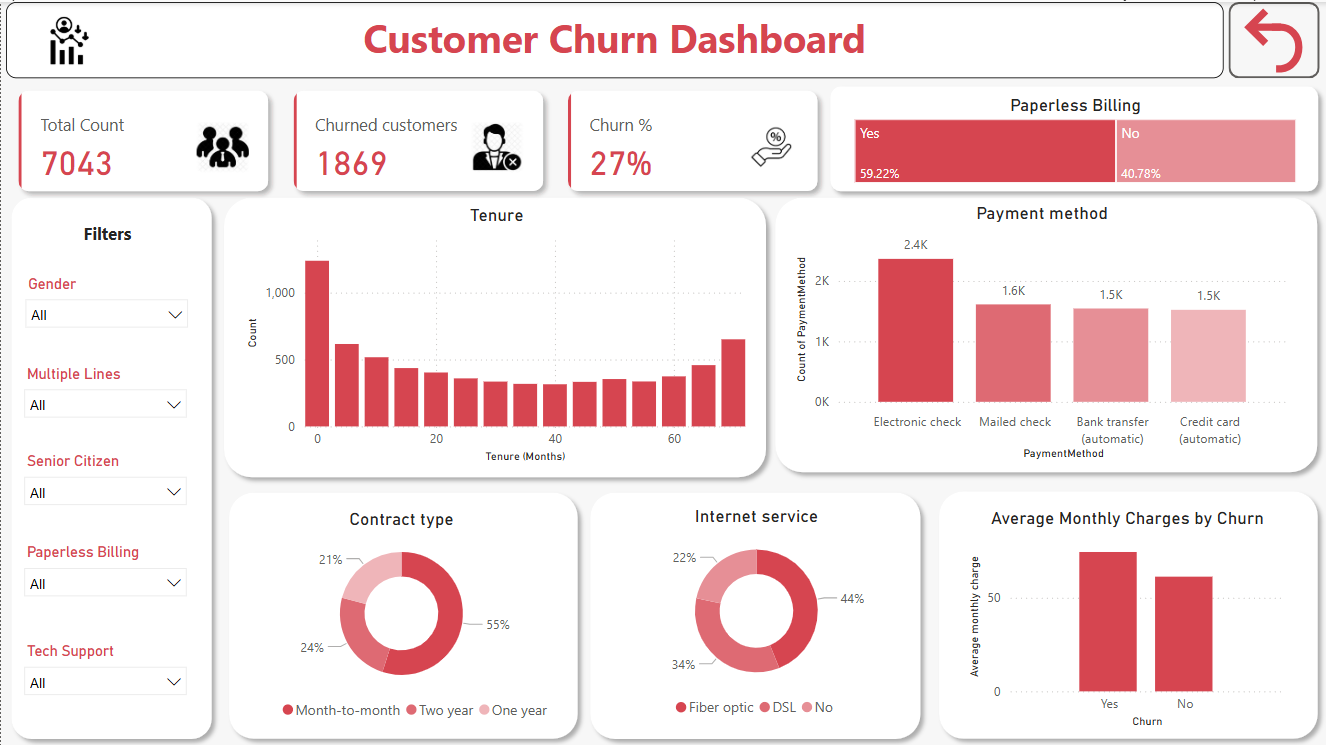 Customer Churn Dashboard
Total Count
7043
Churned customers
1869
%
Churn %
27%
Paperless Billing
Yes
59.22%
No
40.78%
Filters
Gender
All
Multiple Lines
All
Senior Citizen
All
Paperless Billing
All
Tech Support
All
Tenure
Count
1,000
500
0
0
20
40
60
Tenure (Months)
Payment method
Count of PaymentMethod
2K
1K
0K
2.4K
1.6K
1.5K
1.5K
Electronic check
Mailed check
Bank transfer
(automatic)
Credit card
(automatic)
PaymentMethod
Contract type
21%
24%
55%
Month-to-month
Two year
One year
Internet service
22%
34%
44%
Fiber optic
DSL
No
Average Monthly Charges by Churn
Average monthly charge
50
0
Yes
No
Churn